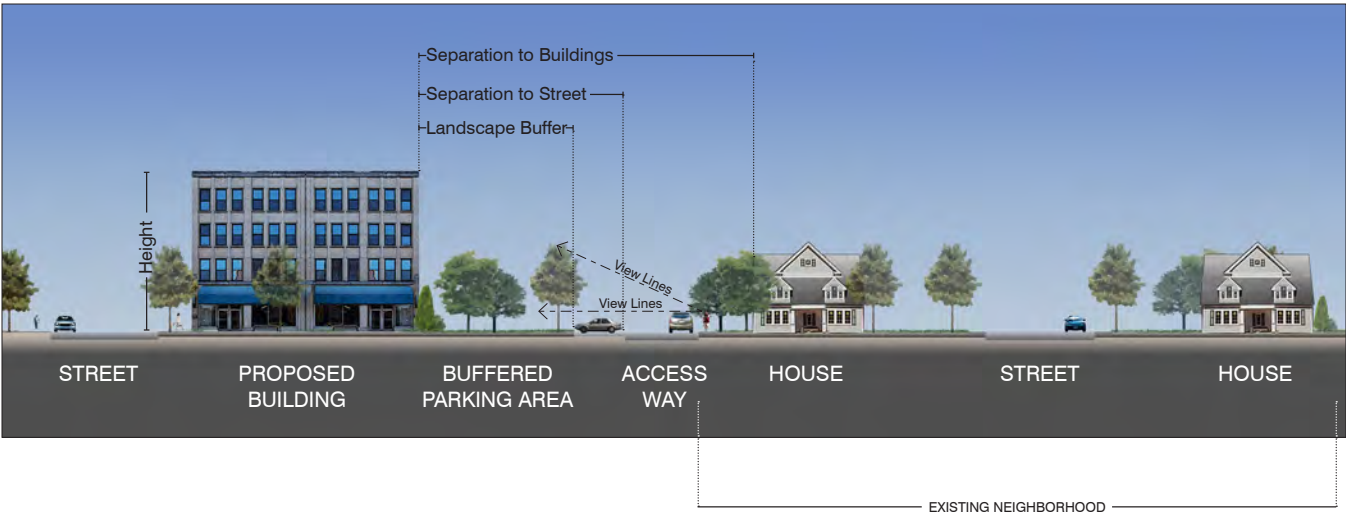 Separation to Buildings
Separation to Street
Landscape Buffer
Height
View Lines
View Lines
STREET
PROPOSED
BUILDING
BUFFERED
PARKING AREA
ACCESS
WAY
HOUSE
STREET
HOUSE
EXISTING NEIGHBORHOOD